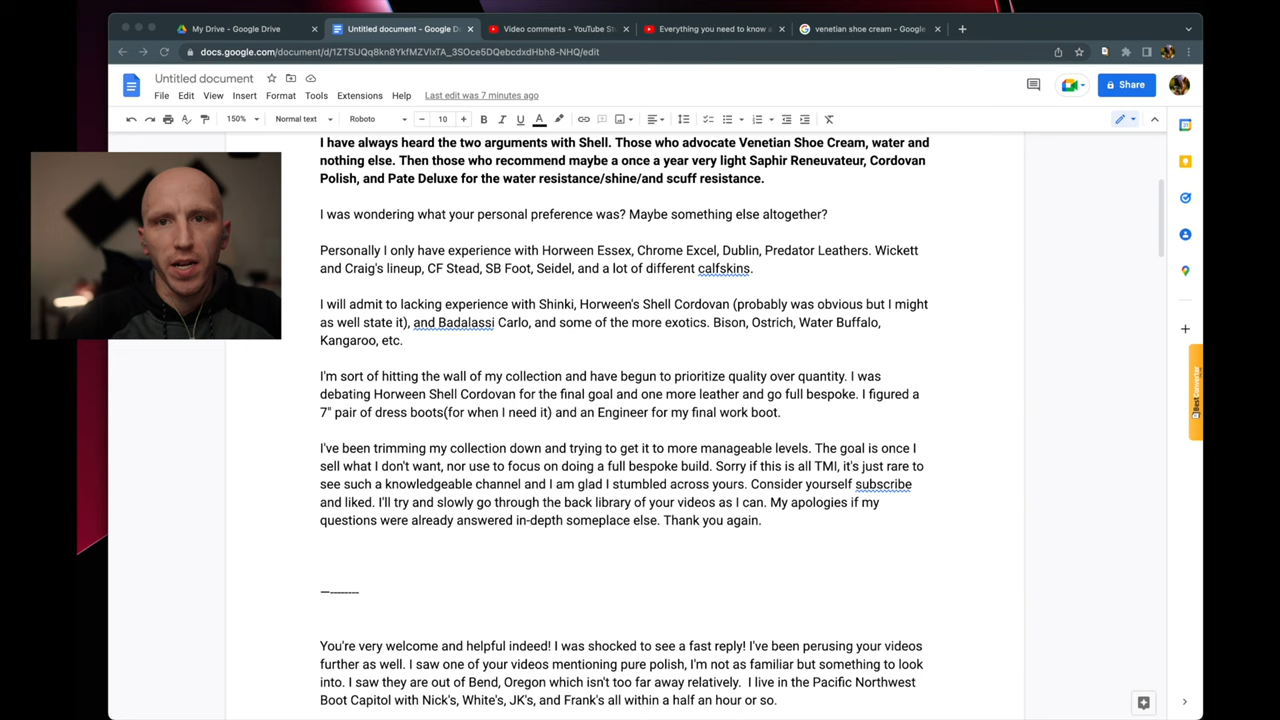 My Drive - Google Drive
Untitled document - Google D
Video comments - YouTube St
Everything you need to know a
venetian shoe cream - Google
docs.google.com/document/d/1ZTSUQq8kn8YkfMZVlxTA_3SOce5DQebcdxdHbh8-NHQ/edit
Untitled document
Share
File Edit View Insert Format Tools Extensions Help Last edit was 7 minutes ago
150% Normal text Roboto 10 B I U A
I have always heard the two arguments with Shell. Those who advocate Venetian Shoe Cream, water and
nothing else. Then those who recommend maybe a once a year very light Saphir Reneuvateur, Cordovan
Polish, and Pate Deluxe for the water resistance/shine/and scuff resistance.
I was wondering what your personal preference was? Maybe something else altogether?
Personally I only have experience with Horween Essex, Chrome Excel, Dublin, Predator Leathers. Wickett
and Craig's lineup, CF Stead, SB Foot, Seidel, and a lot of different calfskins.
I will admit to lacking experience with Shinki, Horween's Shell Cordovan (probably was obvious but I might
as well state it), and Badalassi Carlo, and some of the more exotics. Bison, Ostrich, Water Buffalo,
Kangaroo, etc.
I'm sort of hitting the wall of my collection and have begun to prioritize quality over quantity. I was
debating Horween Shell Cordovan for the final goal and one more leather and go full bespoke. I figured a
7" pair of dress boots(for when I need it) and an Engineer for my final work boot.
I've been trimming my collection down and trying to get it to more manageable levels. The goal is once I
sell what I don't want, nor use to focus on doing a full bespoke build. Sorry if this is all TMI, it's just rare to
see such a knowledgeable channel and I am glad I stumbled across yours. Consider yourself subscribe
and liked. I'll try and slowly go through the back library of your videos as I can. My apologies if my
questions were already answered in-depth someplace else. Thank you again.
—--------
You're very welcome and helpful indeed! I was shocked to see a fast reply! I've been perusing your videos
further as well. I saw one of your videos mentioning pure polish, I'm not as familiar but something to look
into. I saw they are out of Bend, Oregon which isn't too far away relatively.  I live in the Pacific Northwest
Boot Capitol with Nick's, White's, JK's, and Frank's all within a half an hour or so.